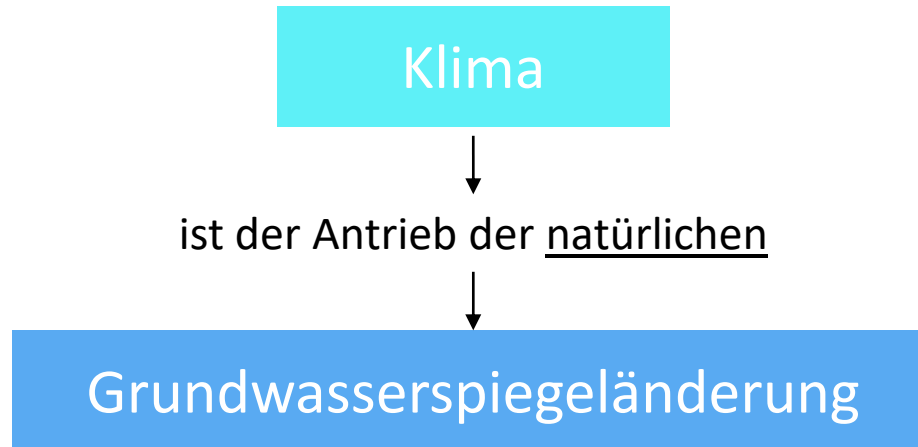 Klima
ist der Antrieb der natürlichen
Grundwasserspiegeländerung